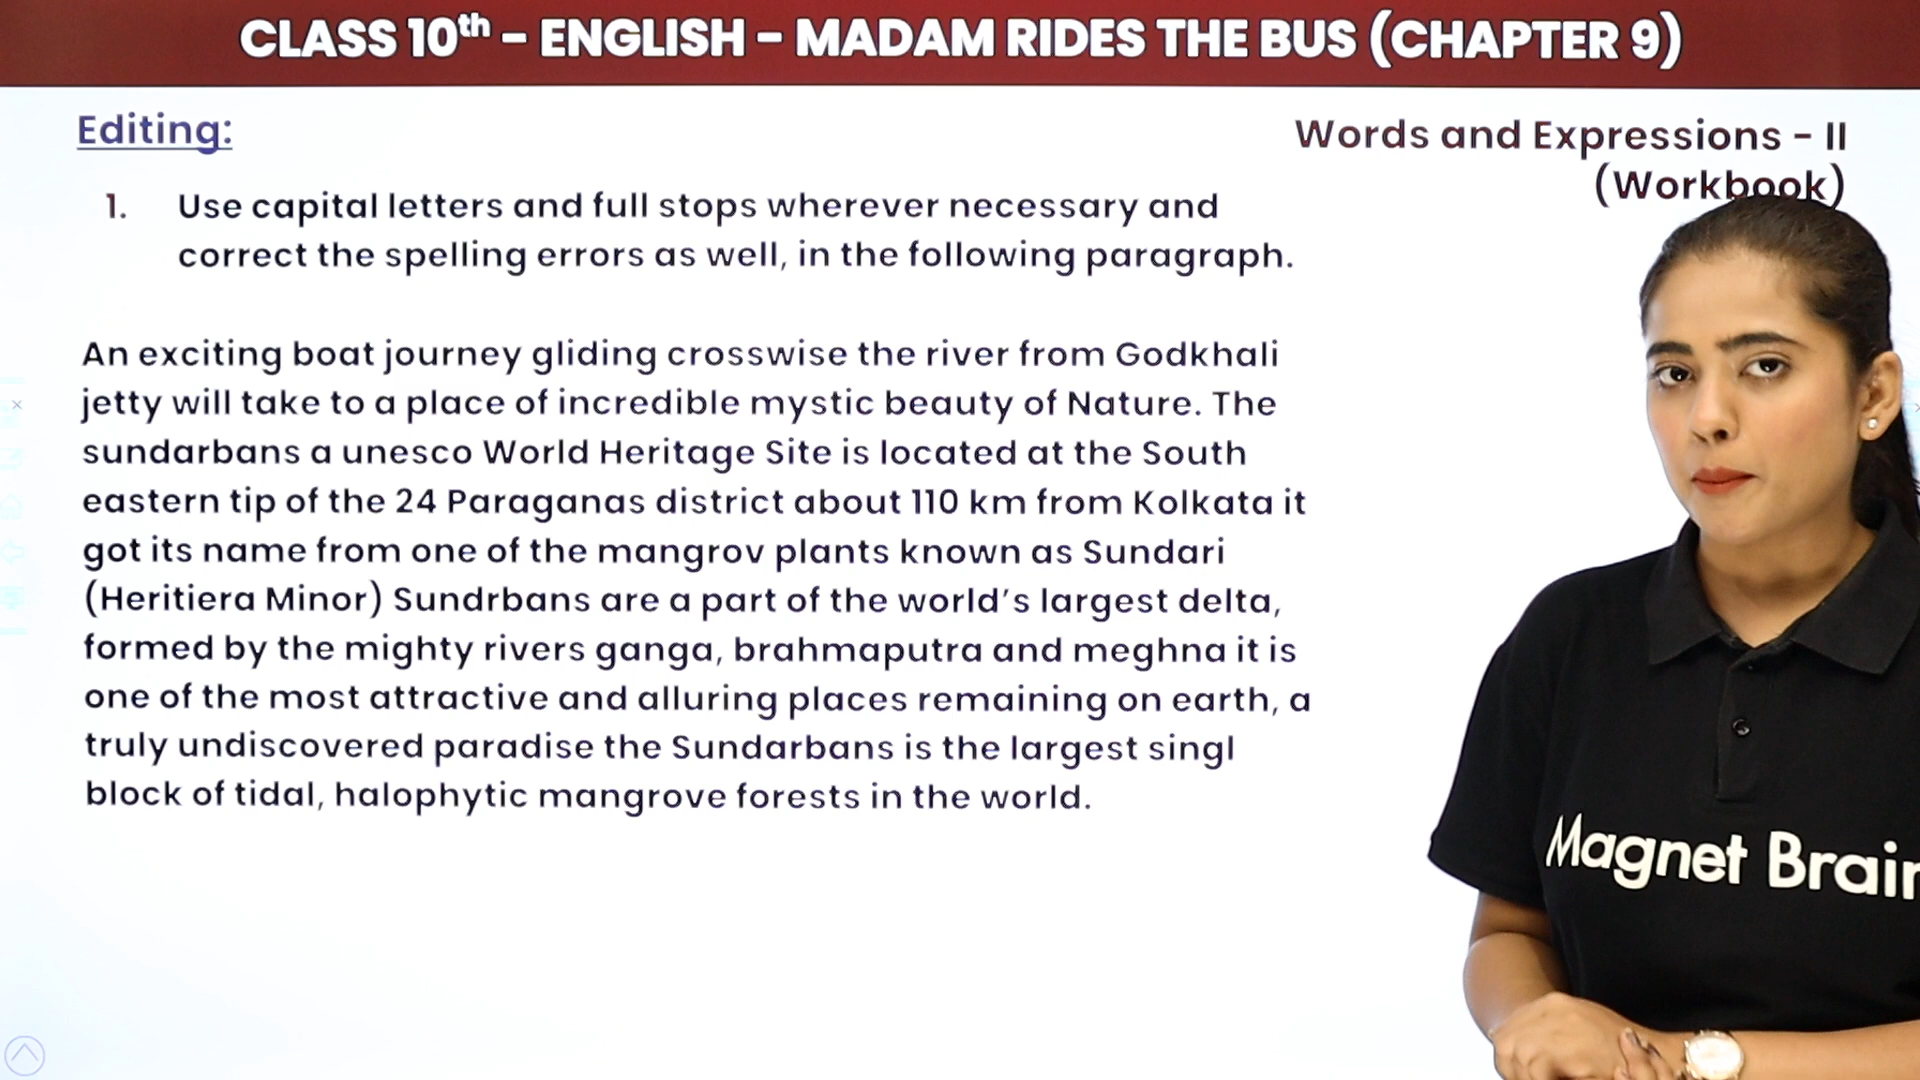 CLASS 10th – ENGLISH – MADAM RIDES THE BUS (CHAPTER 9)
Editing:
Words and Expressions – II
(Workbook)
1. Use capital letters and full stops wherever necessary and
correct the spelling errors as well, in the following paragraph.
An exciting boat journey gliding crosswise the river from Godkhali
jetty will take to a place of incredible mystic beauty of Nature. The
sundarbans a unesco World Heritage Site is located at the South
eastern tip of the 24 Paraganas district about 110 km from Kolkata it
got its name from one of the mangrov plants known as Sundari
(Heritiera Minor) Sundrbans are a part of the world's largest delta,
formed by the mighty rivers ganga, brahmaputra and meghna it is
one of the most attractive and alluring places remaining on earth, a
truly undiscovered paradise the Sundarbans is the largest singl
block of tidal, halophytic mangrove forests in the world.
Magnet Brain